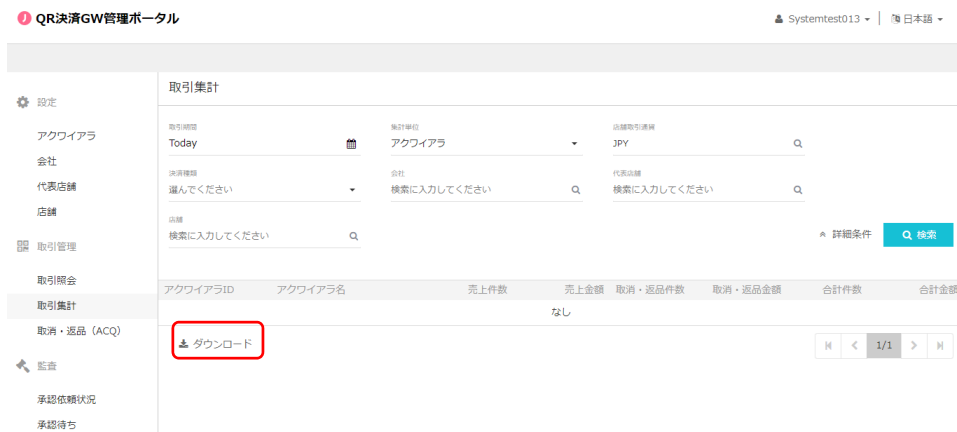 QR決済GW管理ポータル
Systemtest013
日本語
設定
アクワイアラ
会社
代表店舗
店舗
取引管理
取引照会
取引集計
取消・返品（ACQ）
監査
承認依頼状況
承認待ち
取引集計
取引期間
Today
集計単位
アクワイアラ
店舗取引通貨
JPY
決済種類
選んでください
会社
検索に入力してください
代表店舗
検索に入力してください
店舗
検索に入力してください
詳細条件
検索
アクワイアラID アクワイアラ名 売上件数 売上金額 取消・返品件数 取消・返品金額 合計件数 合計金額
なし
ダウンロード
1/1